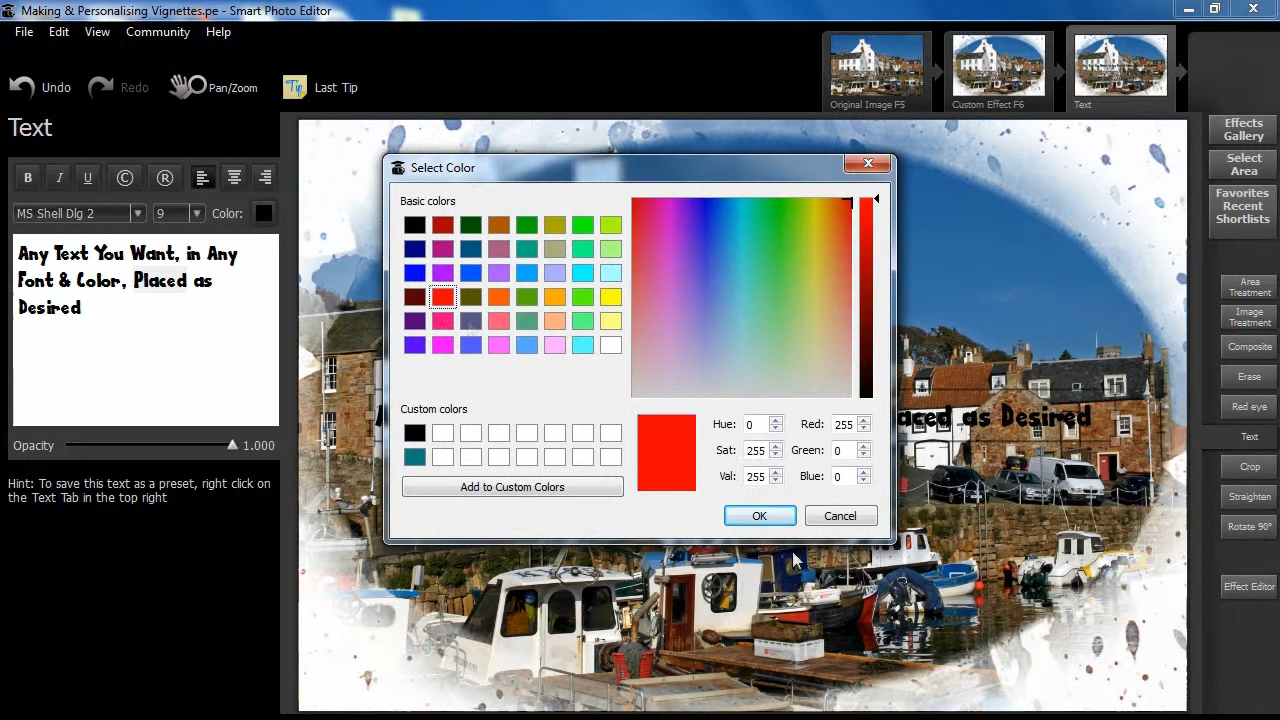 Making & Personalising Vignettes.pe - Smart Photo Editor
File Edit View Community Help
Undo Redo Pan/Zoom Tip Last Tip
Original Image F5 Custom Effect F6 Text
Text
B I U C R
MS Shell Dlg 2 9 Color:
Any Text You Want, in Any
Font & Color, Placed as
Desired
Opacity 1.000
Hint: To save this text as a preset, right click on
the Text Tab in the top right
Select Color
Basic colors
Custom colors
Add to Custom Colors
Hue: 0 Red: 255
Sat: 255 Green: 0
Val: 255 Blue: 0
OK Cancel
as Desired
Effects
Gallery
Select
Area
Favorites
Recent
Shortlists
Area
Treatment
Image
Treatment
Composite
Erase
Red eye
Text
Crop
Straighten
Rotate 90°
Effect Editor